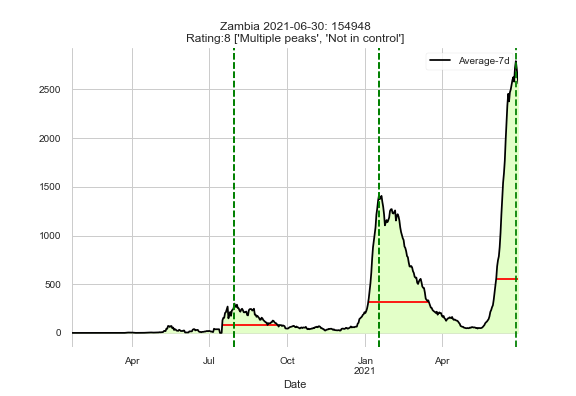 Zambia 2021-06-30: 154948
Rating:8 ['Multiple peaks', 'Not in control']
Average-7d
2500
2000
1500
1000
500
0
Apr
Jul
Oct
Jan
2021
Apr
Date